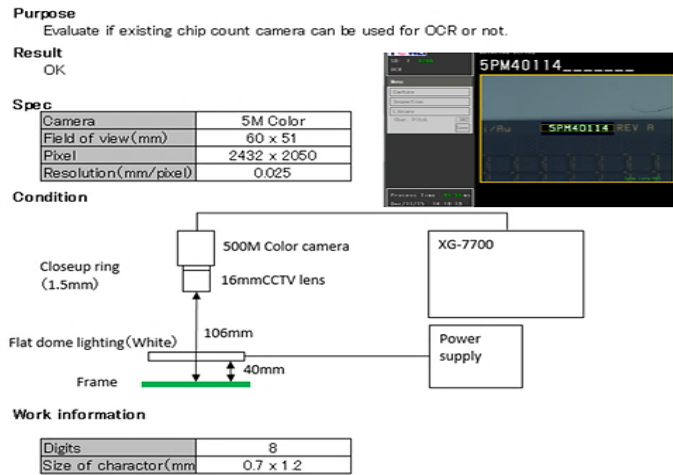 Purpose
Evaluate if existing chip count camera can be used for OCR or not.
Result
OK
5PM40114_______
5PM40114 REV A
Spec
Camera 5M Color
Field of view(mm) 60 x 51
Pixel 2432 x 2050
Resolution(mm/pixel) 0.025
Condition
500M Color camera
XG-7700
Closeup ring
(1.5mm)
16mmCCTV lens
106mm
Flat dome lighting(White)
Power
supply
40mm
Frame
Work information
Digits 8
Size of charactor(mm 0.7 x 1.2